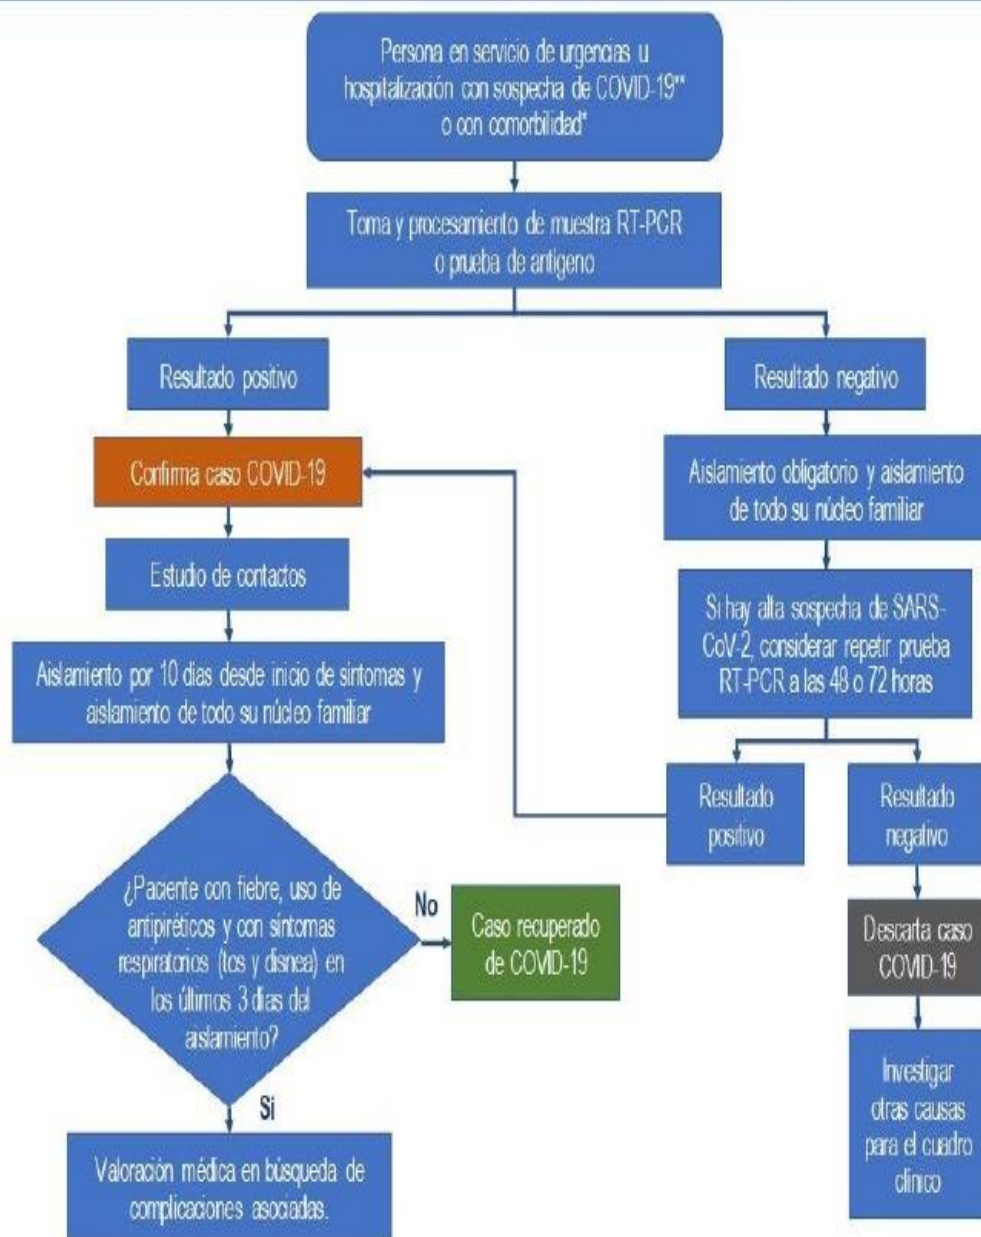 Persona en servicio de urgencias u
hospitalización con sospecha de COVID-19**
o con comorbilidad*
Toma y procesamiento de muestra RT-PCR
o prueba de antígeno
Resultado positivo
Resultado negativo
Confirma caso COVID-19
Aislamiento obligatorio y aislamiento
de todo su núcleo familiar
Estudio de contactos
Si hay alta sospecha de SARS-
CoV-2, considerar repetir prueba
RT-PCR a las 48 o 72 horas
Aislamiento por 10 días desde inicio de síntomas y
aislamiento de todo su núcleo familiar
Resultado
positivo
Resultado
negativo
¿Paciente con fiebre, uso de
antipiréticos y con síntomas
respiratorios (tos y disnea) en
los últimos 3 días del
aislamiento?
No
Caso recuperado
de COVID-19
Descarta caso
COVID-19
Si
Valoración médica en búsqueda de
complicaciones asociadas.
Investigar
otras causas
para el cuadro
clínico